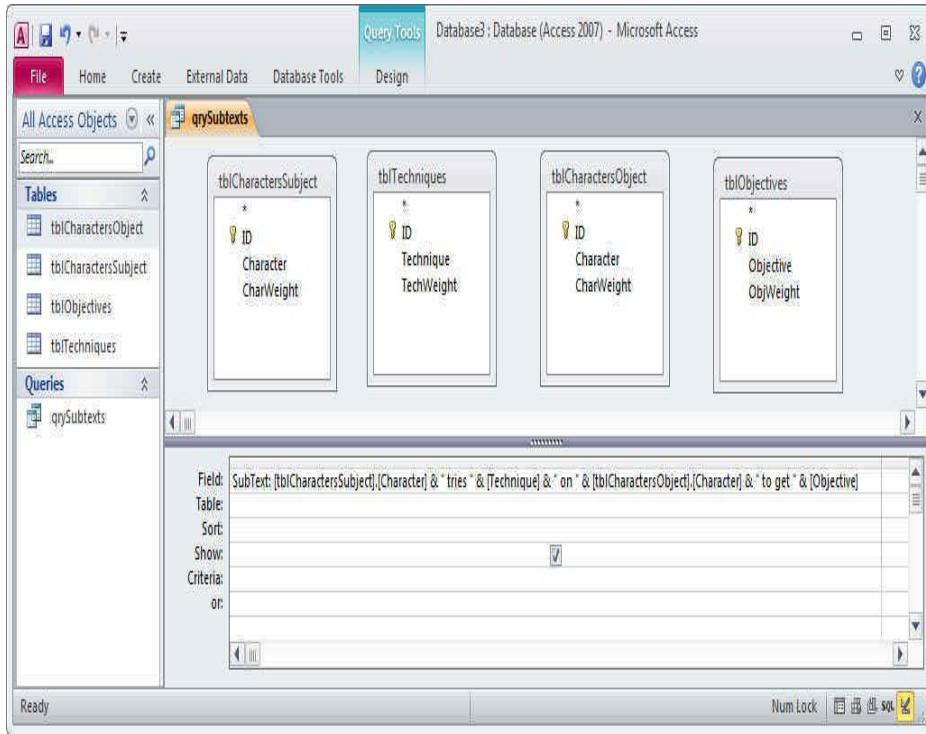 A
Query Tools
Database3 : Database (Access 2007) - Microsoft Access
File Home Create External Data Database Tools Design
All Access Objects
Search...
Tables
tblCharactersObject
tblCharactersSubject
tblObjectives
tblTechniques
Queries
qrySubtexts
qrySubtexts
tblCharactersSubject
*
ID
Character
CharWeight
tblTechniques
*
ID
Technique
TechWeight
tblCharactersObject
*
ID
Character
CharWeight
tblObjectives
*
ID
Objective
ObjWeight
Field: SubText: [tblCharactersSubject].[Character] & " tries " & [Technique] & " on " & [tblCharactersObject].[Character] & " to get " & [Objective]
Table:
Sort:
Show:
Criteria:
or:
Ready Num Lock SQL